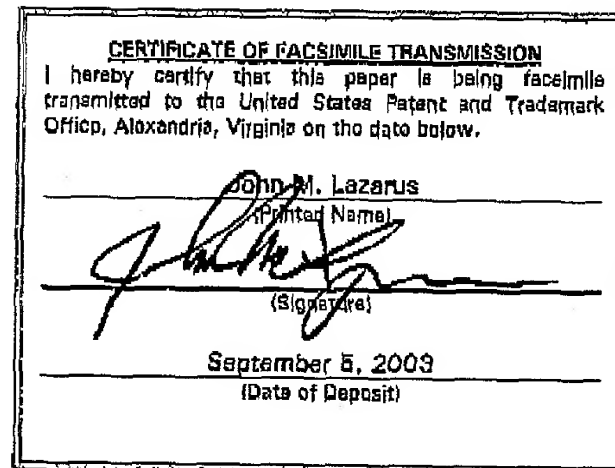 CERTIFICATE OF FACSIMILE TRANSMISSION
I hereby certify that this paper is being facsimile
transmitted to the United States Patent and Trademark
Office, Alexandria, Virginia on the date below.
John M. Lazarus
(Printed Name)
(Signature)
September 5, 2003
(Date of Deposit)